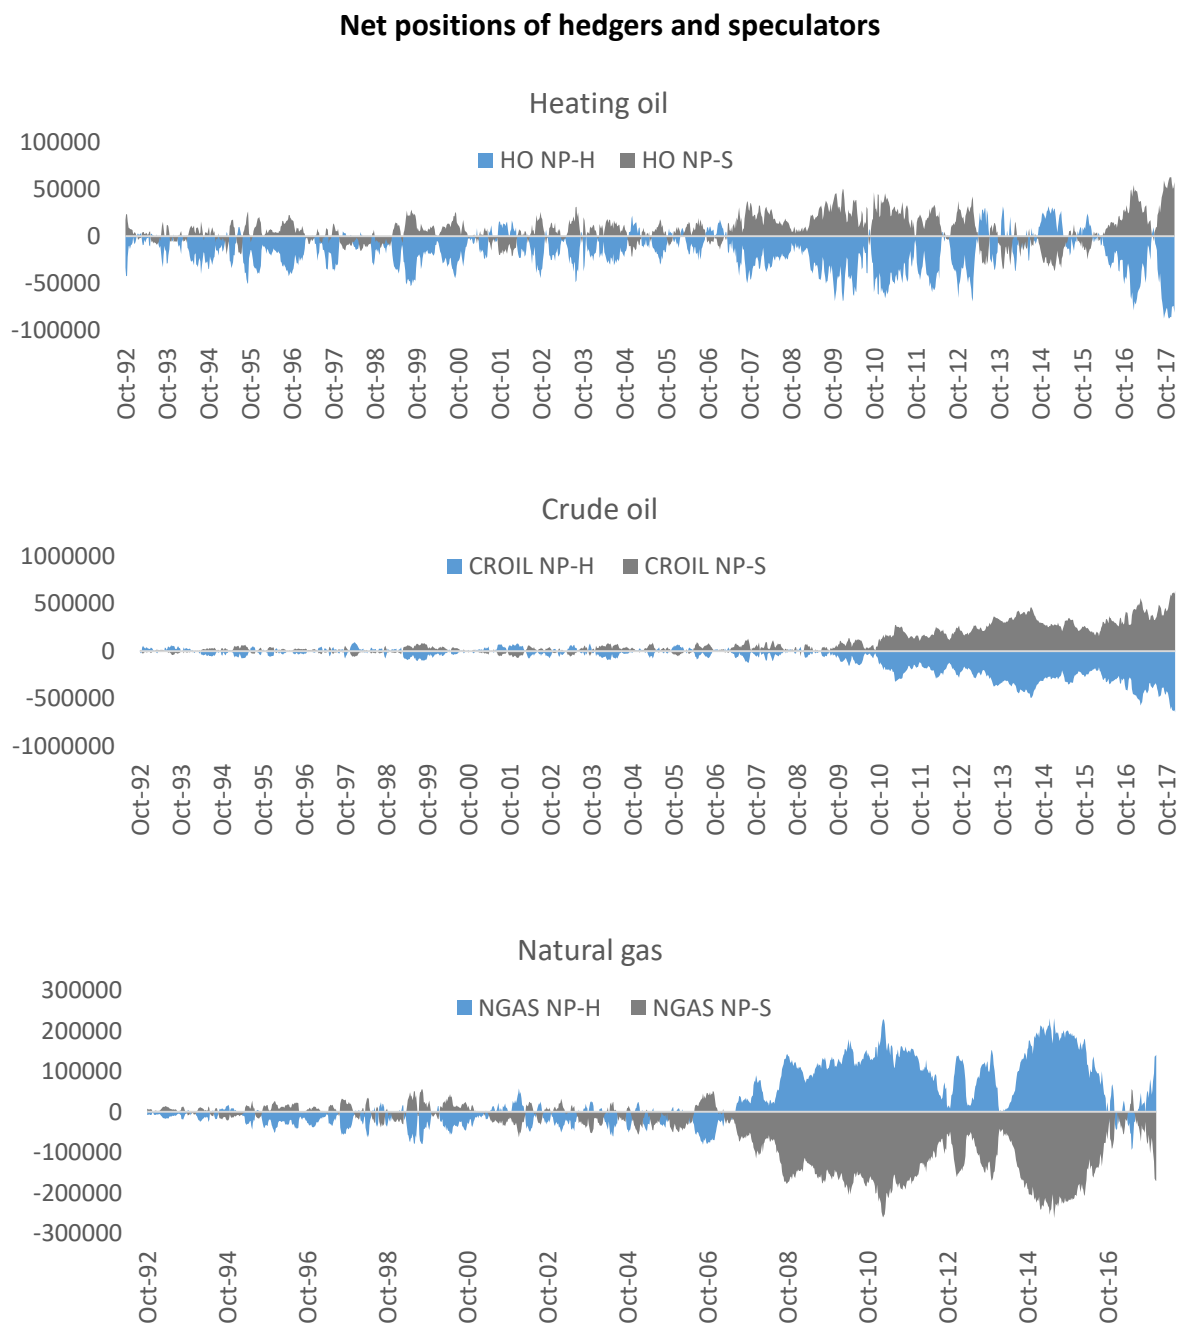 Net positions of hedgers and speculators
Heating oil
HO NP-H HO NP-S
100000
50000
0
-50000
-100000
Oct-92 Oct-93 Oct-94 Oct-95 Oct-96 Oct-97 Oct-98 Oct-99 Oct-00 Oct-01 Oct-02 Oct-03 Oct-04 Oct-05 Oct-06 Oct-07 Oct-08 Oct-09 Oct-10 Oct-11 Oct-12 Oct-13 Oct-14 Oct-15 Oct-16 Oct-17
Crude oil
CROIL NP-H CROIL NP-S
1000000
500000
0
-500000
-1000000
Oct-92 Oct-93 Oct-94 Oct-95 Oct-96 Oct-97 Oct-98 Oct-99 Oct-00 Oct-01 Oct-02 Oct-03 Oct-04 Oct-05 Oct-06 Oct-07 Oct-08 Oct-09 Oct-10 Oct-11 Oct-12 Oct-13 Oct-14 Oct-15 Oct-16 Oct-17
Natural gas
NGAS NP-H NGAS NP-S
300000
200000
100000
0
-100000
-200000
-300000
Oct-92 Oct-94 Oct-96 Oct-98 Oct-00 Oct-02 Oct-04 Oct-06 Oct-08 Oct-10 Oct-12 Oct-14 Oct-16